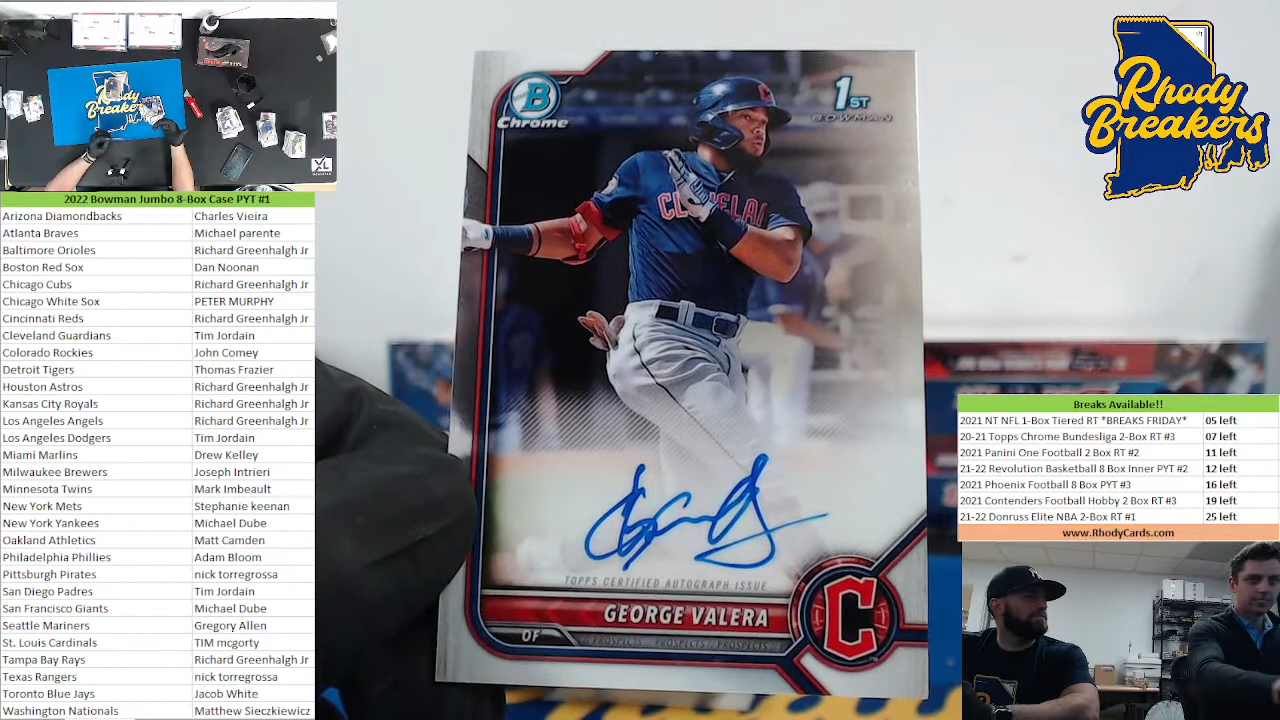 2022 Bowman Jumbo 8-Box Case PYT #1
Arizona Diamondbacks Charles Vieira
Atlanta Braves Michael parente
Baltimore Orioles Richard Greenhalgh Jr
Boston Red Sox Dan Noonan
Chicago Cubs Richard Greenhalgh Jr
Chicago White Sox PETER MURPHY
Cincinnati Reds Richard Greenhalgh Jr
Cleveland Guardians Tim Jordain
Colorado Rockies John Comey
Detroit Tigers Thomas Frazier
Houston Astros Richard Greenhalgh Jr
Kansas City Royals Richard Greenhalgh Jr
Los Angeles Angels Richard Greenhalgh Jr
Los Angeles Dodgers Tim Jordain
Miami Marlins Drew Kelley
Milwaukee Brewers Joseph Intrieri
Minnesota Twins Mark Imbeault
New York Mets Stephanie keenan
New York Yankees Michael Dube
Oakland Athletics Matt Camden
Philadelphia Phillies Adam Bloom
Pittsburgh Pirates nick torregrossa
San Diego Padres Tim Jordain
San Francisco Giants Michael Dube
Seattle Mariners Gregory Allen
St. Louis Cardinals TIM mcgorty
Tampa Bay Rays Richard Greenhalgh Jr
Texas Rangers nick torregrossa
Toronto Blue Jays Jacob White
Washington Nationals Matthew Sieczkiewicz
B
Chrome
1ST
BOWMAN
C
TOPPS CERTIFIED AUTOGRAPH ISSUE
GEORGE VALERA
OF
PROSPECTS PROSPECTS PROSPECTS
C
Rhody
Breakers
Breaks Available!!
2021 NT NFL 1-Box Tiered RT *BREAKS FRIDAY* 05 left
20-21 Topps Chrome Bundesliga 2-Box RT #3 07 left
2021 Panini One Football 2 Box RT #2 11 left
21-22 Revolution Basketball 8 Box Inner PYT #2 12 left
2021 Phoenix Football 8 Box PYT #3 16 left
2021 Contenders Football Hobby 2 Box RT #3 19 left
21-22 Donruss Elite NBA 2-Box RT #1 25 left
www.RhodyCards.com